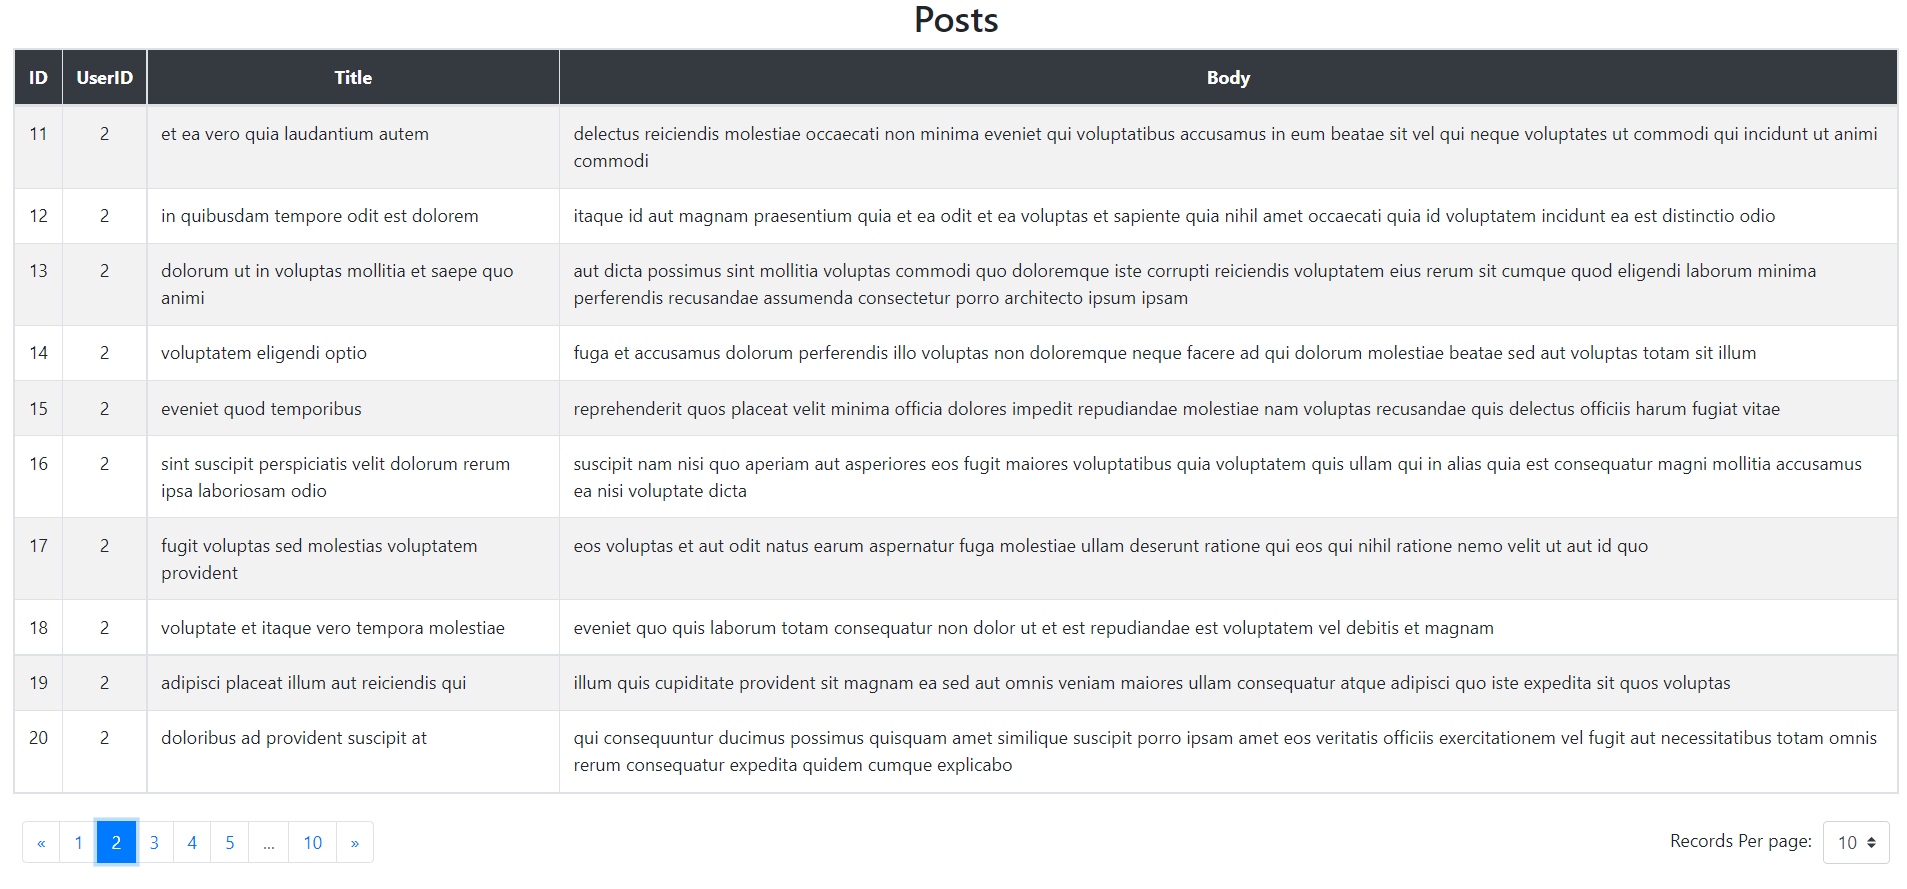 Posts
ID UserID Title Body
11 2 et ea vero quia laudantium autem delectus reiciendis molestiae occaecati non minima eveniet qui voluptatibus accusamus in eum beatae sit vel qui neque voluptates ut commodi qui incidunt ut animi
commodi
12 2 in quibusdam tempore odit est dolorem itaque id aut magnam praesentium quia et ea odit et ea voluptas et sapiente quia nihil amet occaecati quia id voluptatem incidunt ea est distinctio odio
13 2 dolorum ut in voluptas mollitia et saepe quo aut dicta possimus sint mollitia voluptas commodi quo doloremque iste corrupti reiciendis voluptatem eius rerum sit cumque quod eligendi laborum minima
animi perferendis recusandae assumenda consectetur porro architecto ipsum ipsam
14 2 voluptatem eligendi optio fuga et accusamus dolorum perferendis illo voluptas non doloremque neque facere ad qui dolorum molestiae beatae sed aut voluptas totam sit illum
15 2 eveniet quod temporibus reprehenderit quos placeat velit minima officia dolores impedit repudiandae molestiae nam voluptas recusandae quis delectus officiis harum fugiat vitae
16 2 sint suscipit perspiciatis velit dolorum rerum suscipit nam nisi quo aperiam aut asperiores eos fugit maiores voluptatibus quia voluptatem quis ullam qui in alias quia est consequatur magni mollitia accusamus
ipsa laboriosam odio ea nisi voluptate dicta
17 2 fugit voluptas sed molestias voluptatem eos voluptas et aut odit natus earum aspernatur fuga molestiae ullam deserunt ratione qui eos qui nihil ratione nemo velit ut aut id quo
provident
18 2 voluptate et itaque vero tempora molestiae eveniet quo quis laborum totam consequatur non dolor ut et est repudiandae est voluptatem vel debitis et magnam
19 2 adipisci placeat illum aut reiciendis qui illum quis cupiditate provident sit magnam ea sed aut omnis veniam maiores ullam consequatur atque adipisci quo iste expedita sit quos voluptas
20 2 doloribus ad provident suscipit at qui consequuntur ducimus possimus quisquam amet similique suscipit porro ipsam amet eos veritatis officiis exercitationem vel fugit aut necessitatibus totam omnis
rerum consequatur expedita quidem cumque explicabo
« 1 2 3 4 5 ... 10 » Records Per page: 10